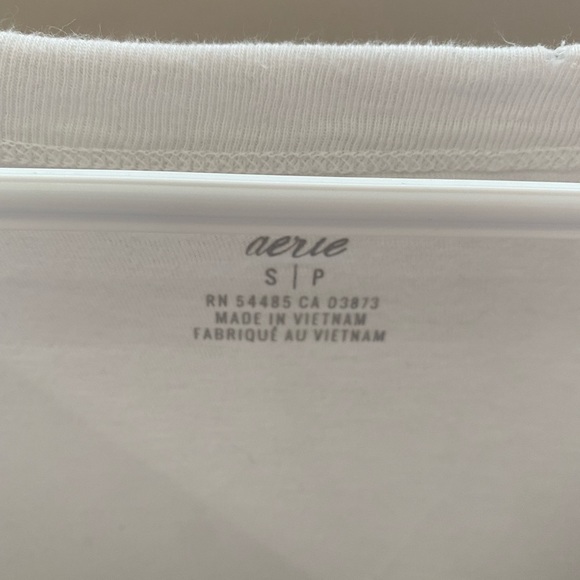 aerie
S | P
RN 54485 CA 03873
MADE IN VIETNAM
FABRIQUÉ AU VIETNAM